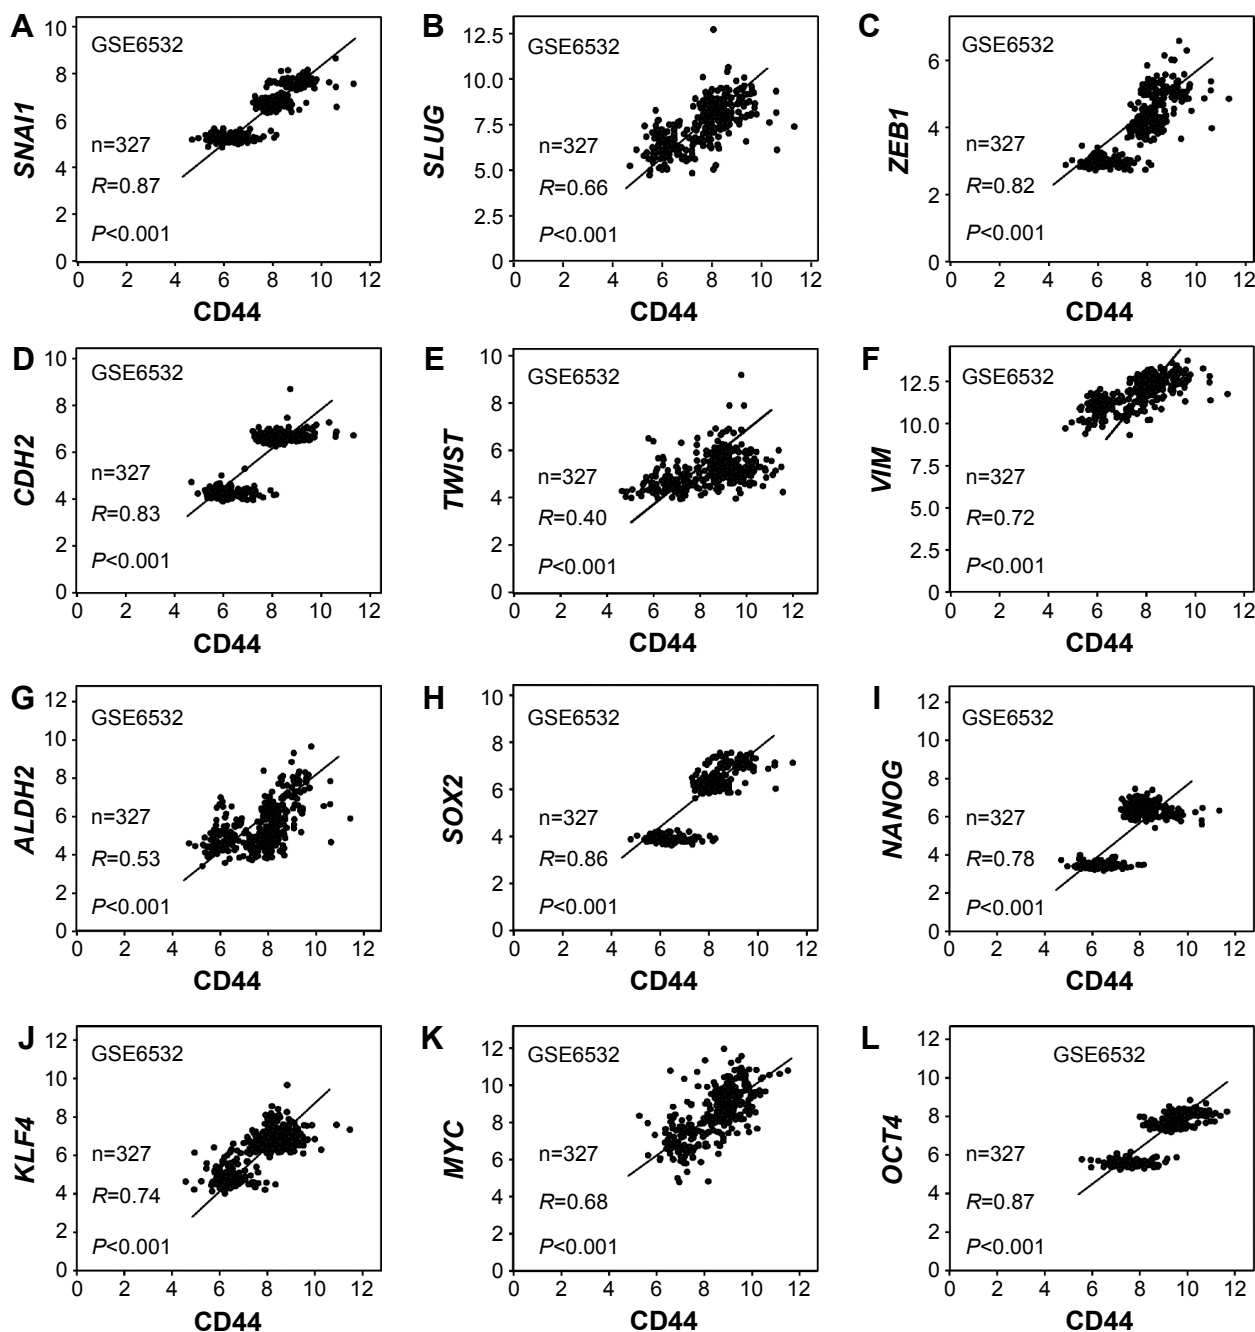 A
GSE6532
SNAI1
n=327
R=0.87
P<0.001
10
8
6
4
2
0
0 2 4 6 8 10 12
CD44
B
GSE6532
SLUG
n=327
R=0.66
P<0.001
12.5
10.0
7.5
5.0
2.5
0
0 2 4 6 8 10 12
CD44
C
GSE6532
ZEB1
n=327
R=0.82
P<0.001
6
4
2
0
0 2 4 6 8 10 12
CD44
D
GSE6532
CDH2
n=327
R=0.83
P<0.001
10
8
6
4
2
0
0 2 4 6 8 10 12
CD44
E
GSE6532
TWIST
n=327
R=0.40
P<0.001
10
8
6
4
2
0
0 2 4 6 8 10 12
CD44
F
GSE6532
VIM
n=327
R=0.72
P<0.001
12.5
10.0
7.5
5.0
2.5
0
0 2 4 6 8 10 12
CD44
G
GSE6532
ALDH2
n=327
R=0.53
P<0.001
12
10
8
6
4
2
0
0 2 4 6 8 10 12
CD44
H
GSE6532
SOX2
n=327
R=0.86
P<0.001
10
8
6
4
2
0
0 2 4 6 8 10 12
CD44
I
GSE6532
NANOG
n=327
R=0.78
P<0.001
12
10
8
6
4
2
0
0 2 4 6 8 10 12
CD44
J
GSE6532
KLF4
n=327
R=0.74
P<0.001
12
10
8
6
4
2
0
0 2 4 6 8 10 12
CD44
K
GSE6532
MYC
n=327
R=0.68
P<0.001
12
10
8
6
4
2
0
0 2 4 6 8 10 12
CD44
L
GSE6532
OCT4
n=327
R=0.87
P<0.001
12
10
8
6
4
2
0
0 2 4 6 8 10 12
CD44